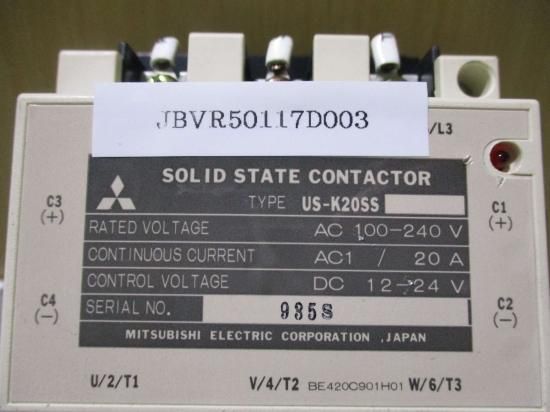 JBVR50117D003
/L3
SOLID STATE CONTACTOR
TYPE US-K20SS
C3
(+)
C1
(+)
RATED VOLTAGE AC 100-240 V
CONTINUOUS CURRENT AC1 / 20 A
CONTROL VOLTAGE DC 12-24 V
C4
(-)
C2
(-)
SERIAL NO. 935S
MITSUBISHI ELECTRIC CORPORATION , JAPAN
U/2/T1 V/4/T2 BE420C901H01 W/6/T3